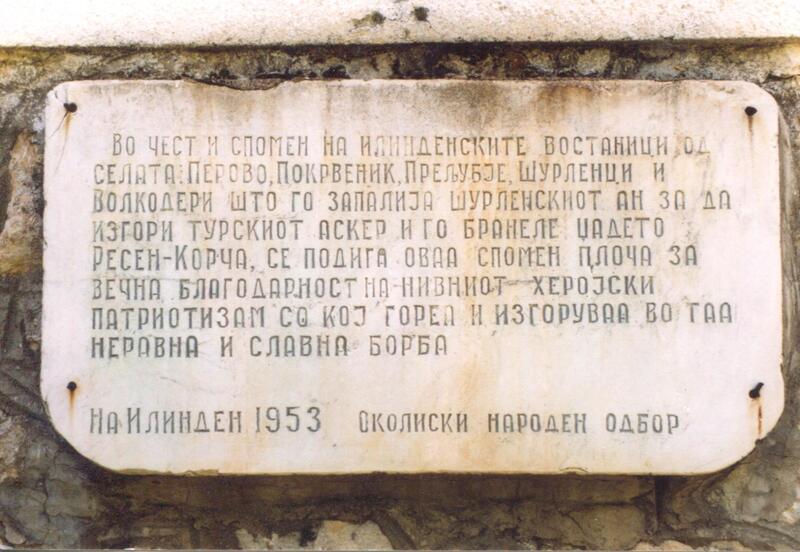 Во чест и спомен на илинденските востаници од
селата: Перово, Покрвеник, Прељубје, Шурленци и
Волкодери што го запалија Шурленскиот ан за да
изгори турскиот аскер и го бранеле џадето
Ресен-Корча, се подига оваа спомен плоча за
вечна благодарност на нивниот херојски
патриотизам со кој горел и изгорувал во таа
неравна и славна борба
На Илинден 1953 Околиски народен одбор